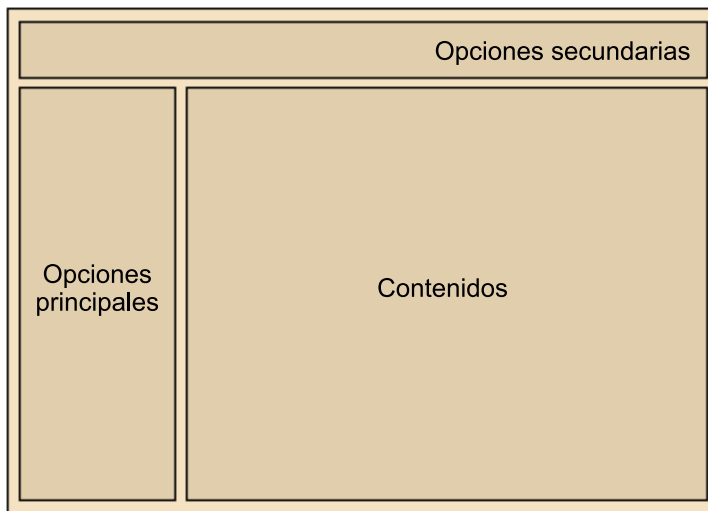 Opciones secundarias
Opciones
principales
Contenidos